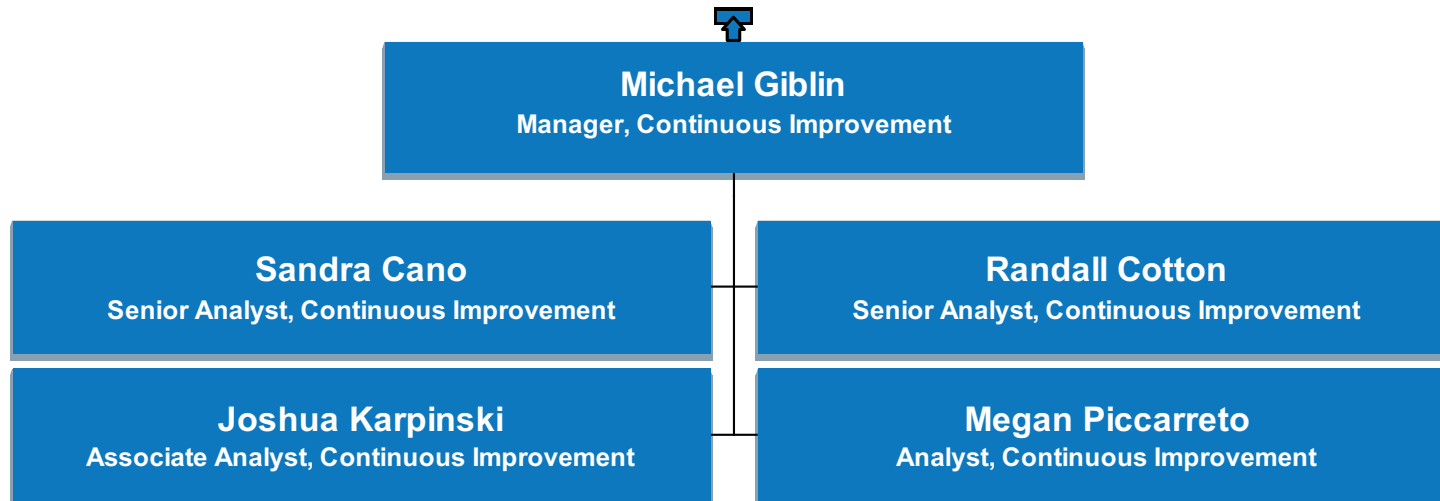 Michael Giblin
Manager, Continuous Improvement
Sandra Cano
Senior Analyst, Continuous Improvement
Randall Cotton
Senior Analyst, Continuous Improvement
Joshua Karpinski
Associate Analyst, Continuous Improvement
Megan Piccarreto
Analyst, Continuous Improvement